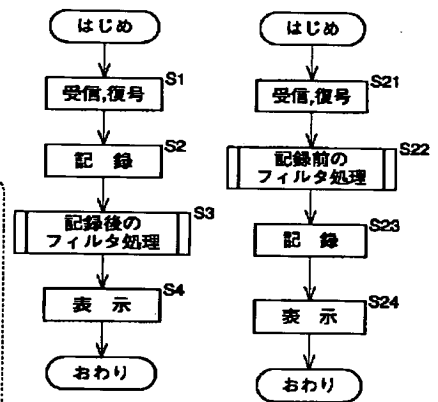 はじめ
受信,復号
S1
記 録
S2
記録後の
フィルタ処理
S3
表 示
S4
おわり
はじめ
受信,復号
S21
記録前の
フィルタ処理
S22
記 録
S23
表 示
S24
おわり